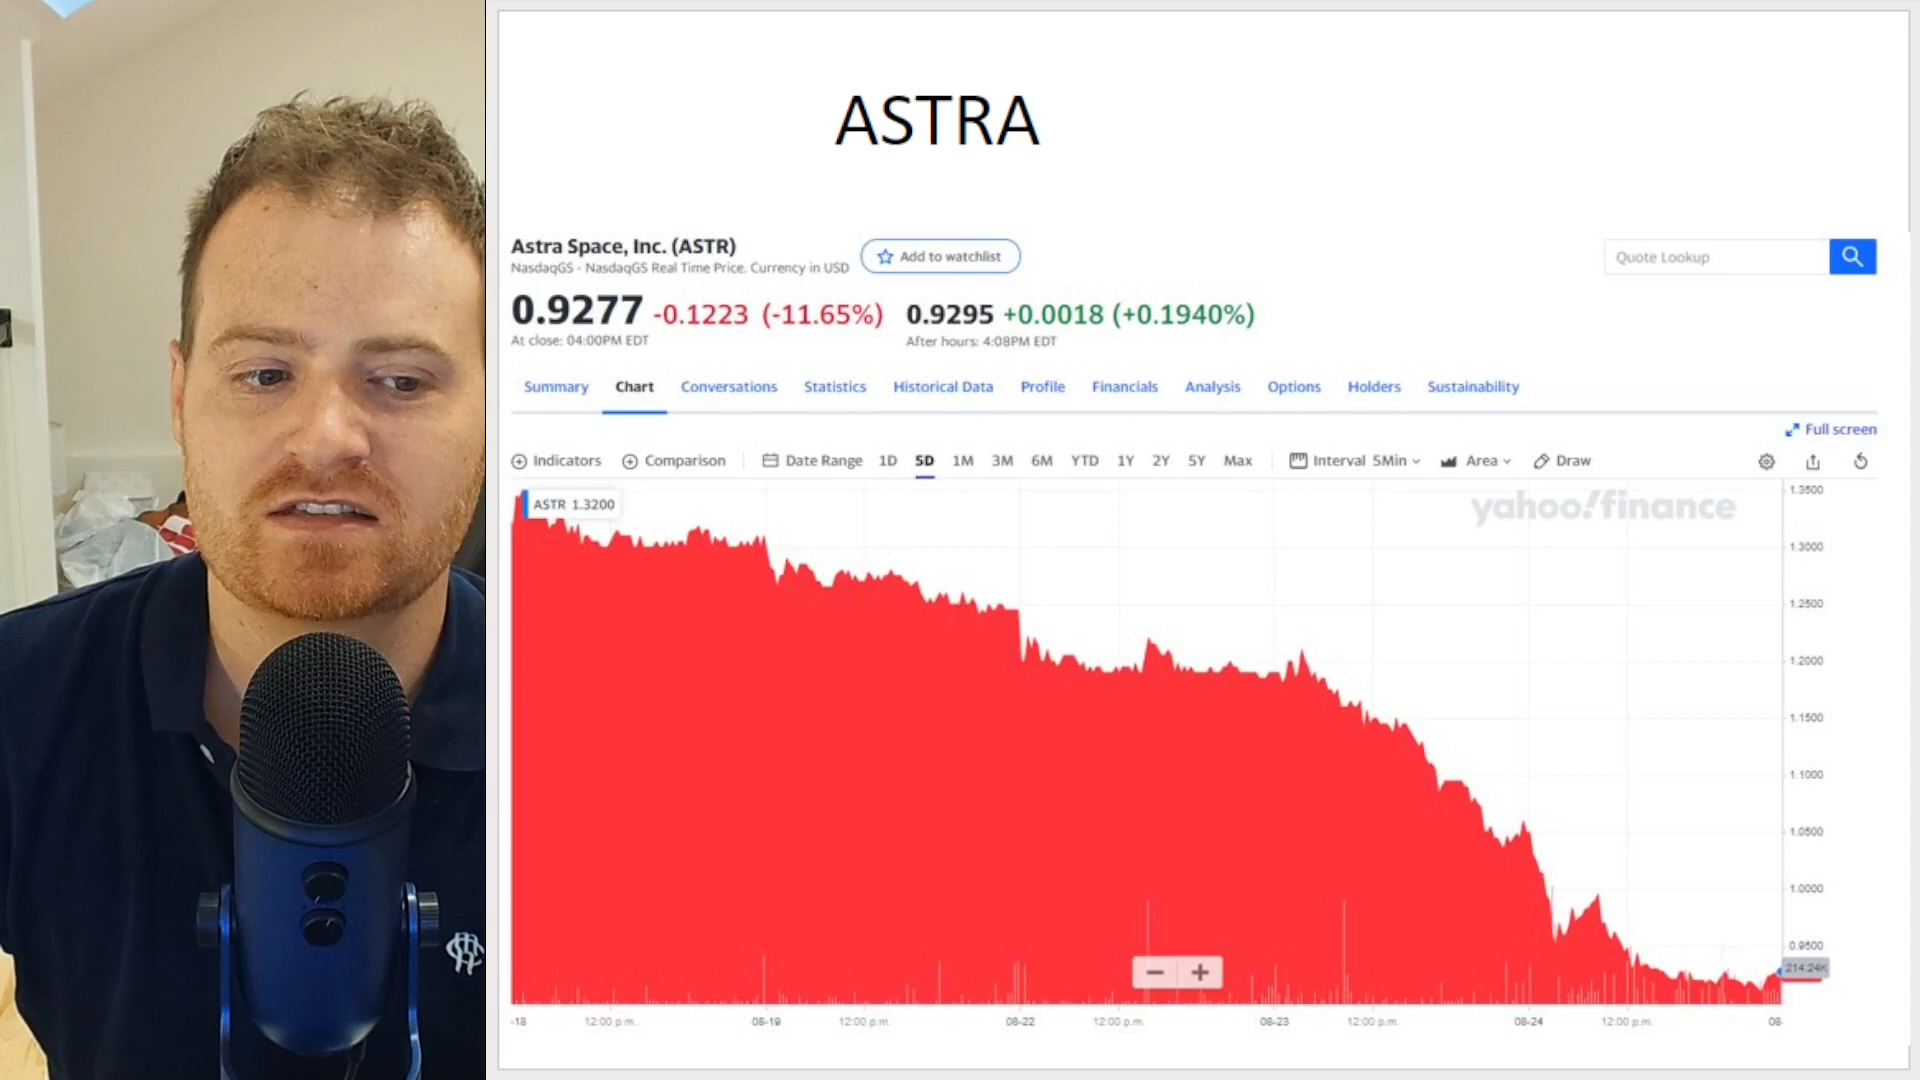 ASTRA
Astra Space, Inc. (ASTR)
Add to watchlist
NasdaqGS - NasdaqGS Real Time Price. Currency in USD
Quote Lookup
0.9277 -0.1223 (-11.65%) 0.9295 +0.0018 (+0.1940%)
At close: 04:00PM EDT After hours: 4:08PM EDT
Summary Chart Conversations Statistics Historical Data Profile Financials Analysis Options Holders Sustainability
Full screen
Indicators Comparison Date Range 1D 5D 1M 3M 6M YTD 1Y 2Y 5Y Max Interval 5Min Area Draw
1.3500
ASTR 1.3200
yahoo!finance
1.3000
1.2500
1.2000
1.1500
1.1000
1.0500
1.0000
0.9500
214.24K
-18 12:00 p.m. 08-19 12:00 p.m. 08-22 12:00 p.m. 08-23 12:00 p.m. 08-24 12:00 p.m. 08-